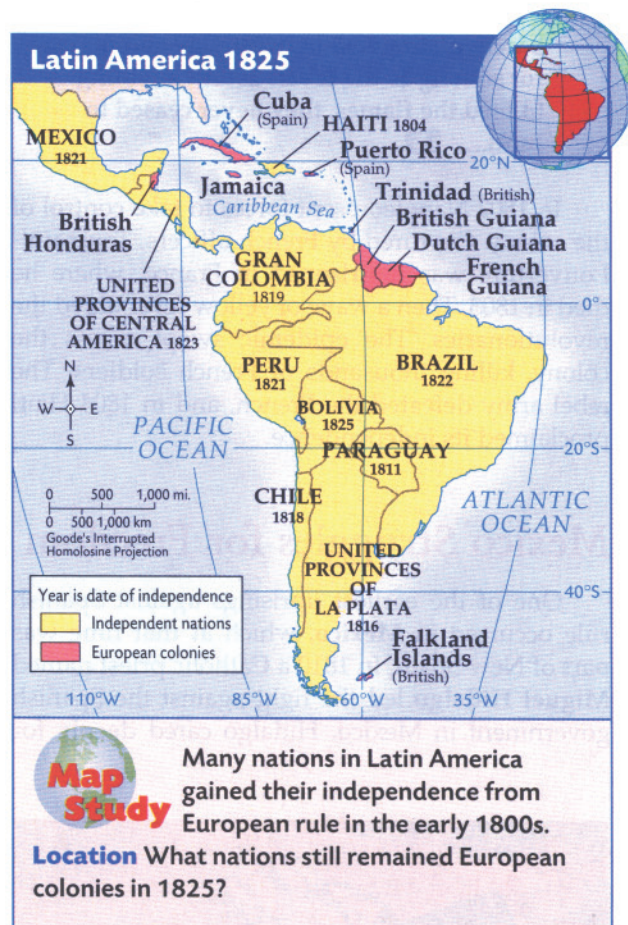 Latin America 1825
Cuba
(Spain)
HAITI 1804
MEXICO
1821
Puerto Rico
(Spain)
20°N
Jamaica
Caribbean Sea
Trinidad (British)
British
Honduras
British Guiana
Dutch Guiana
French
Guiana
GRAN
COLOMBIA
1819
UNITED
PROVINCES
OF CENTRAL
AMERICA 1823
0°
PERU
1821
BRAZIL
1822
N
W
E
S
BOLIVIA
1825
PACIFIC
OCEAN
PARAGUAY
1811
20°S
0 500 1,000 mi.
0 500 1,000 km
Goode's Interrupted
Homolosine Projection
CHILE
1818
ATLANTIC
OCEAN
UNITED
PROVINCES
OF
LA PLATA
1816
Year is date of independence
Independent nations
European colonies
40°S
Falkland
Islands
(British)
110°W
85°W
60°W
35°W
Map
Study
Many nations in Latin America
gained their independence from
European rule in the early 1800s.
Location What nations still remained European
colonies in 1825?